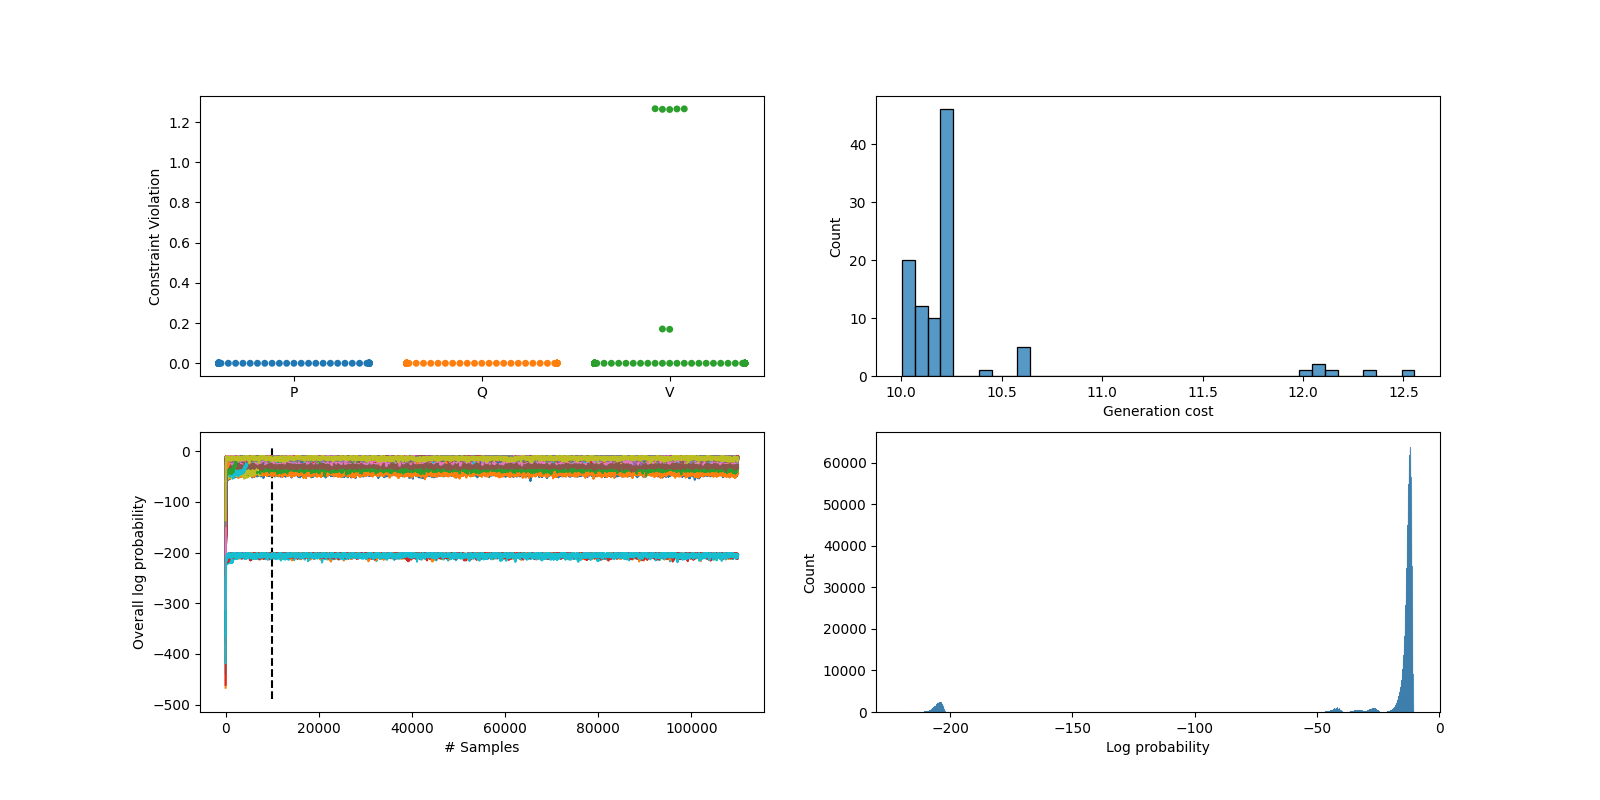 1.2
1.0
0.8
0.6
0.4
0.2
0.0
Constraint Violation
P Q V
40
30
20
10
0
Count
10.0 10.5 11.0 11.5 12.0 12.5
Generation cost
0
−100
−200
−300
−400
−500
Overall log probability
0 20000 40000 60000 80000 100000
# Samples
60000
50000
40000
30000
20000
10000
0
Count
−200 −150 −100 −50 0
Log probability